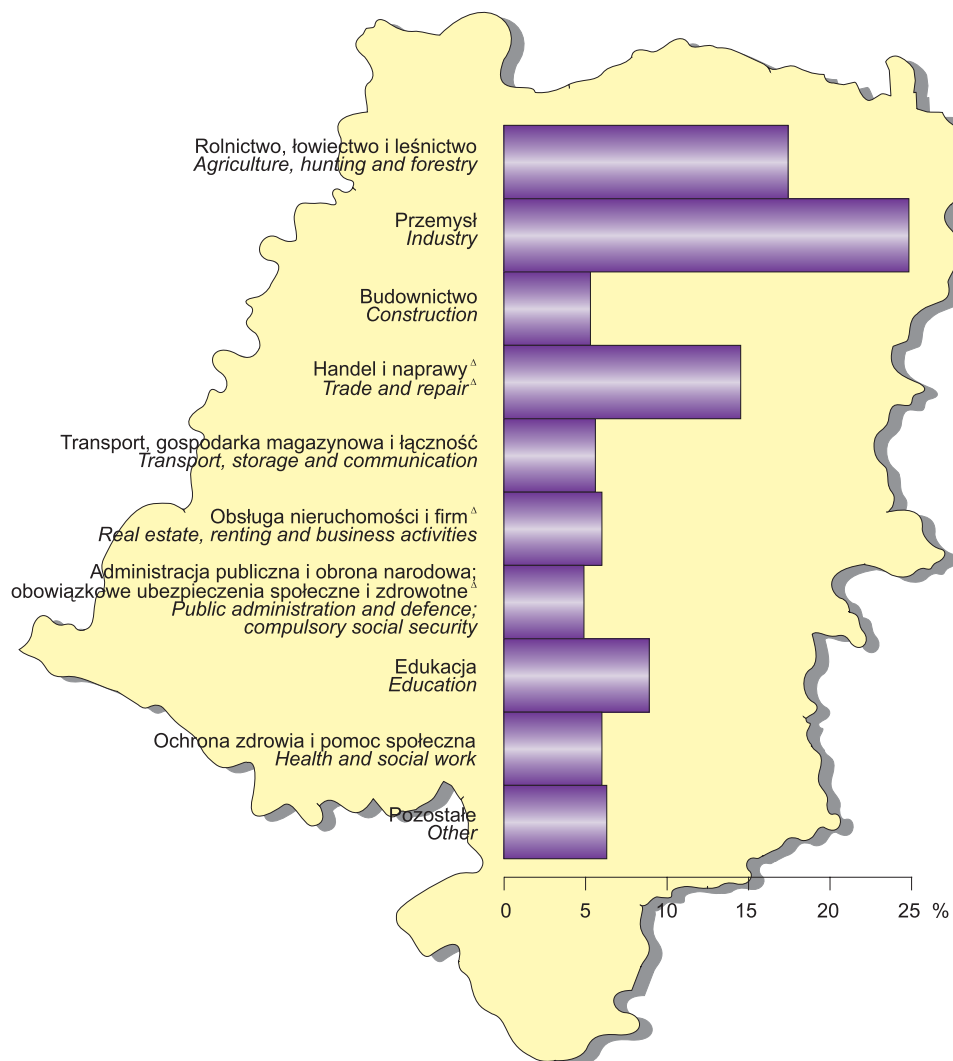 Rolnictwo, łowiectwo i leśnictwo
Agriculture, hunting and forestry
Przemysł
Industry
Budownictwo
Construction
Handel i naprawy Δ
Trade and repair Δ
Transport, gospodarka magazynowa i łączność
Transport, storage and communication
Obsługa nieruchomości i firm Δ
Real estate, renting and business activities
Administracja publiczna i obrona narodowa;
obowiązkowe ubezpieczenia społeczne i zdrowotne Δ
Public administration and defence;
compulsory social security
Edukacja
Education
Ochrona zdrowia i pomoc społeczna
Health and social work
Pozostałe
Other
0 5 10 15 20 25 %